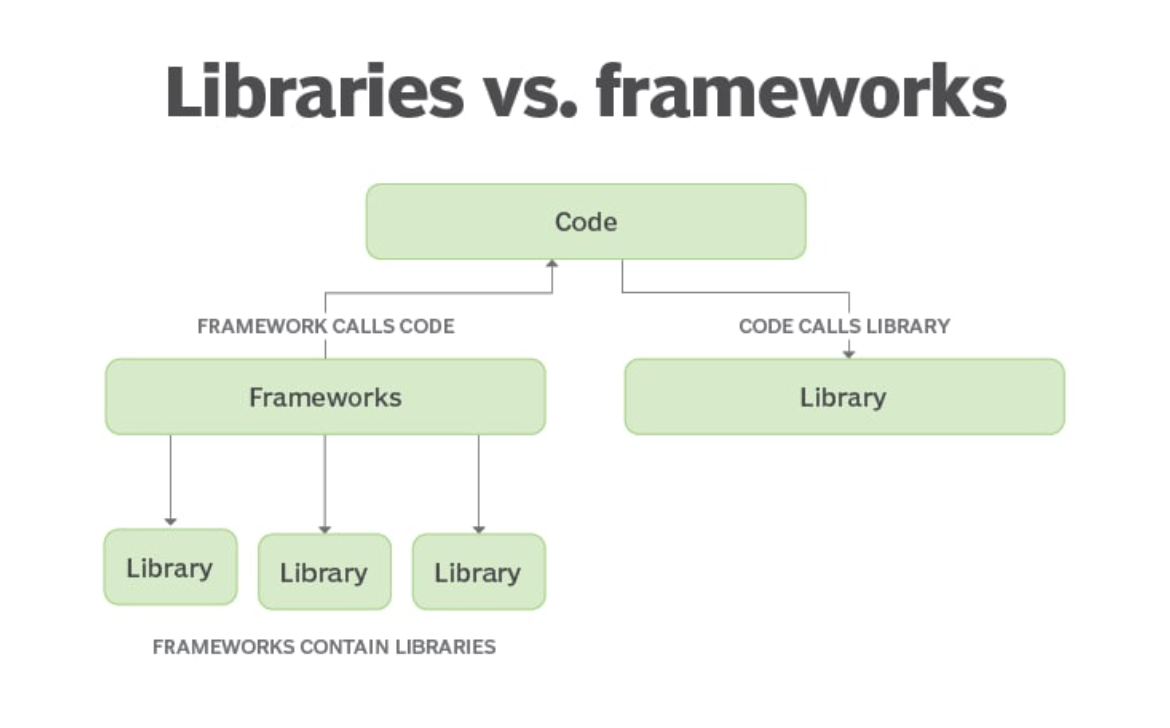 Libraries vs. frameworks
Code
FRAMEWORK CALLS CODE
CODE CALLS LIBRARY
Frameworks
Library
Library
Library
Library
FRAMEWORKS CONTAIN LIBRARIES